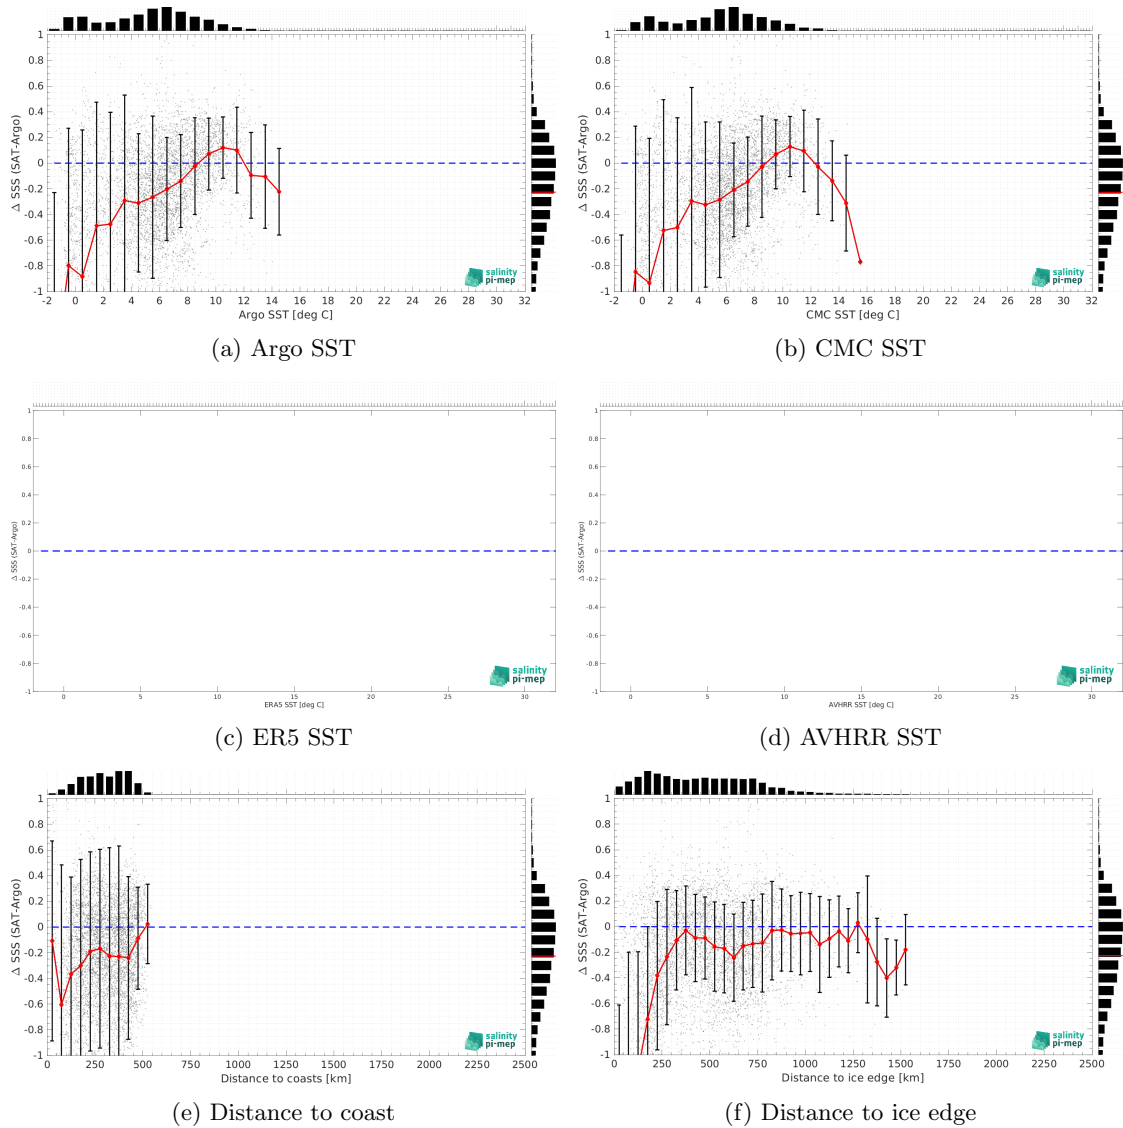 1
0.8
0.6
0.4
0.2
0
-0.2
-0.4
-0.6
-0.8
-1
Δ SSS (SAT-Argo)
-2 0 2 4 6 8 10 12 14 16 18 20 22 24 26 28 30 32
Argo SST [deg C]
salinity
pi-mep
(a) Argo SST
1
0.8
0.6
0.4
0.2
0
-0.2
-0.4
-0.6
-0.8
-1
Δ SSS (SAT-Argo)
-2 0 2 4 6 8 10 12 14 16 18 20 22 24 26 28 30 32
CMC SST [deg C]
salinity
pi-mep
(b) CMC SST
1
0.8
0.6
0.4
0.2
0
-0.2
-0.4
-0.6
-0.8
-1
Δ SSS (SAT-Argo)
0 5 10 15 20 25 30
ERA5 SST [deg C]
salinity
pi-mep
(c) ER5 SST
1
0.8
0.6
0.4
0.2
0
-0.2
-0.4
-0.6
-0.8
-1
Δ SSS (SAT-Argo)
0 5 10 15 20 25 30
AVHRR SST [deg C]
salinity
pi-mep
(d) AVHRR SST
1
0.8
0.6
0.4
0.2
0
-0.2
-0.4
-0.6
-0.8
-1
Δ SSS (SAT-Argo)
0 250 500 750 1000 1250 1500 1750 2000 2250 2500
Distance to coasts [km]
salinity
pi-mep
(e) Distance to coast
1
0.8
0.6
0.4
0.2
0
-0.2
-0.4
-0.6
-0.8
-1
Δ SSS (SAT-Argo)
0 250 500 750 1000 1250 1500 1750 2000 2250 2500
Distance to ice edge [km]
salinity
pi-mep
(f) Distance to ice edge